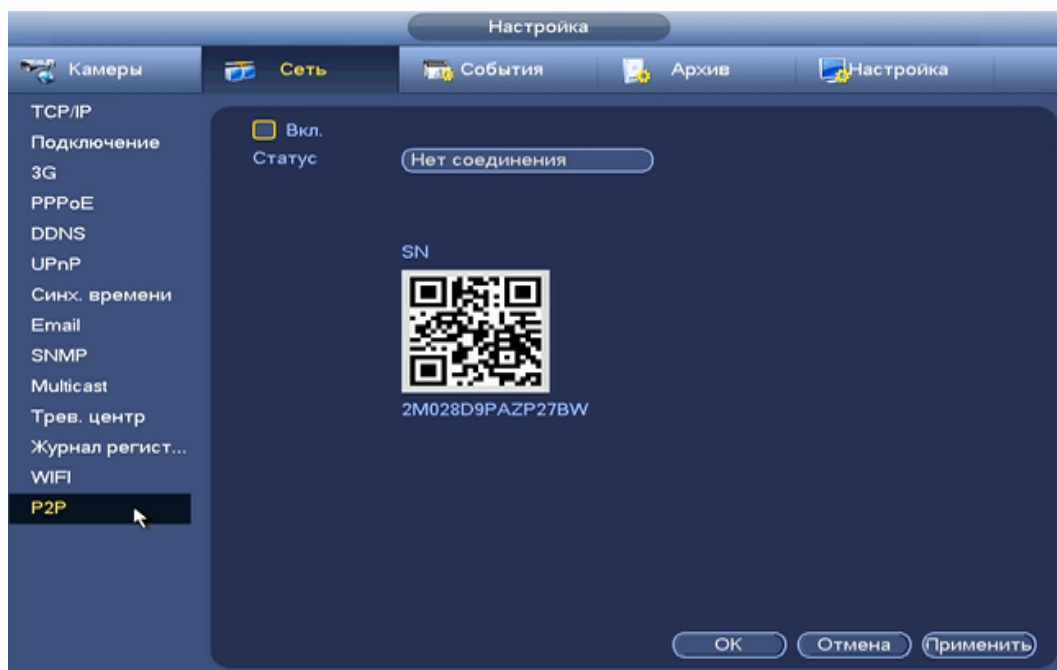 Настройка
Камеры
Сеть
События
Архив
Настройка
TCP/IP
Подключение
3G
PPPoE
DDNS
UPnP
Синх. времени
Email
SNMP
Multicast
Трев. центр
Журнал регист...
WIFI
P2P
Вкл.
Статус
Нет соединения
SN
2M028D9PAZP27BW
OK
Отмена
Применить